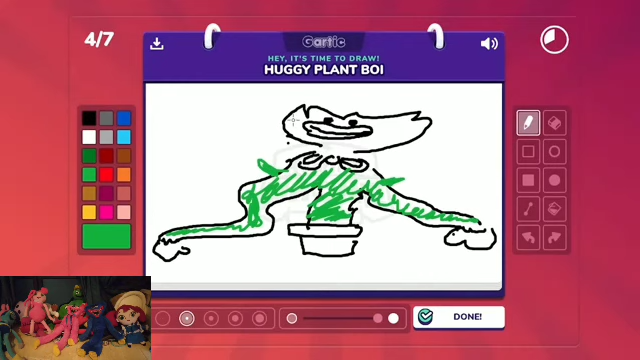 4/7
Gartic
HEY, IT'S TIME TO DRAW!
HUGGY PLANT BOI
DONE!